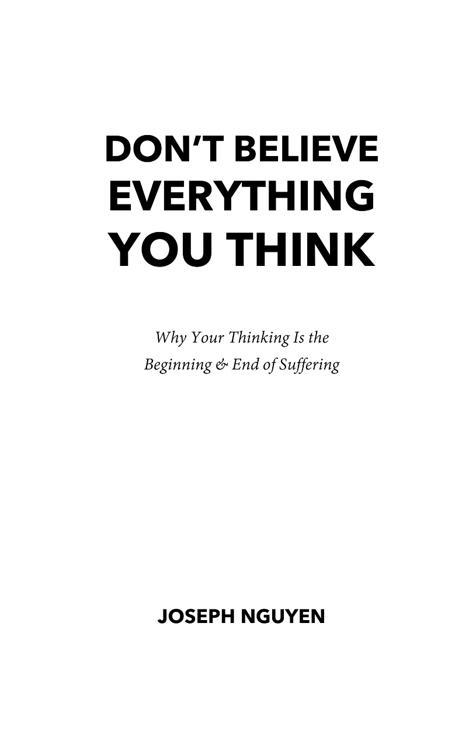 DON’T BELIEVE
EVERYTHING
YOU THINK
Why Your Thinking Is the
Beginning & End of Suffering
JOSEPH NGUYEN